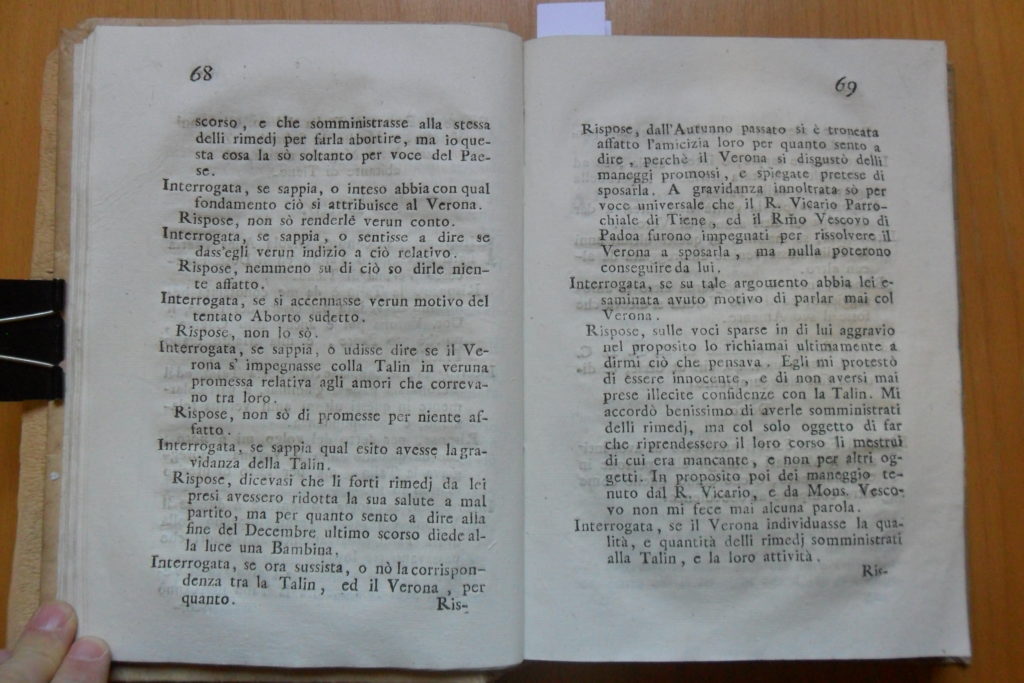 68
scorso, e che somministrasse alla stessa
delli rimedj per farla abortire, ma io que-
sta cosa la sò soltanto per voce del Pae-
se.
Interrogata, se sappia, o inteso abbia con qual
fondamento ciò si attribuisce al Verona.
Rispose, non sò renderle verun conto.
Interrogata, se sappia, o sentisse a dire se
dass'egli verun indizio a ciò relativo.
Rispose, nemmeno su di ciò so dirle nien-
te affatto.
Interrogata, se si accennasse verun motivo del
tentato Aborto sudetto.
Rispose, non lo sò.
Interrogata, se sappia, ò udisse dire se il Ve-
rona s' impegnasse colla Talin in veruna
promessa relativa agli amori che correva-
no tra loro.
Rispose, non sò di promesse per niente af-
fatto.
Interrogata, se sappia qual esito avesse la gra-
vidanza della Talin.
Rispose, dicevasi che li forti rimedj da lei
presi avessero ridotta la sua salute a mal
partito, ma per quanto sento a dire alla
fine del Decembre ultimo scorso diede al-
la luce una Bambina,
Interrogata, se ora sussista, o nò la corrispon-
denza tra la Talin, ed il Verona, per
quanto.
Ris-
69
Rispose, dall'Autunno passato si è troncata
affatto l'amicizia loro per quanto sento a
dire, perchè il Verona si disgustò delli
maneggi promossi, e spiegate pretese di
sposarla. A gravidanza innoltrata sò per
voce universale che il R. Vicario Parro-
chiale di Tiene, ed il Rm̃o Vescovo di
Padoa furono impegnati per rissolvere il
Verona a sposarla, ma nulla poterono
conseguire da lui.
Interrogata, se su tale argomento abbia lei e-
saminata avuto motivo di parlar mai col
Verona.
Rispose, sulle voci sparse in di lui aggravio
nel proposito lo richiamai ultimamente a
dirmi ciò che pensava. Egli mi protestò
di essere innocente, e di non aversi mai
prese illecite confidenze con la Talin. Mi
accordò benissimo di averle somministrati
delli rimedj, ma col solo oggetto di far
che riprendessero il loro corso li mestrui
di cui era mancante, e non per altri og-
getti. In proposito poi dei maneggio te-
nuto dal R. Vicario, e da Mons. Vesco-
vo non mi fece mai alcuna parola.
Interrogata, se il Verona individuasse la qua-
lità, e quantità delli rimedj somministrati
alla Talin, e la loro attività.
Ris-